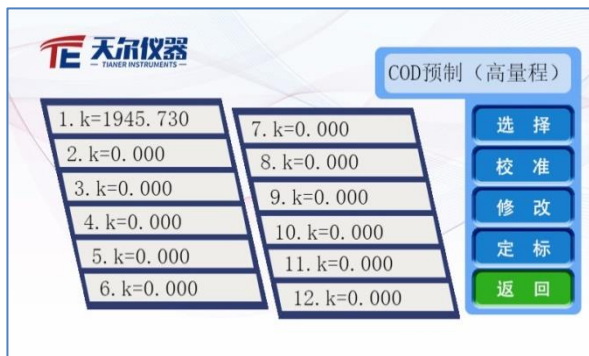 天尔仪器
TIANER INSTRUMENTS
COD预制（高量程）
1. k=1945.730
2. k=0.000
3. k=0.000
4. k=0.000
5. k=0.000
6. k=0.000
7. k=0.000
8. k=0.000
9. k=0.000
10. k=0.000
11. k=0.000
12. k=0.000
选 择
校 准
修 改
定 标
返 回